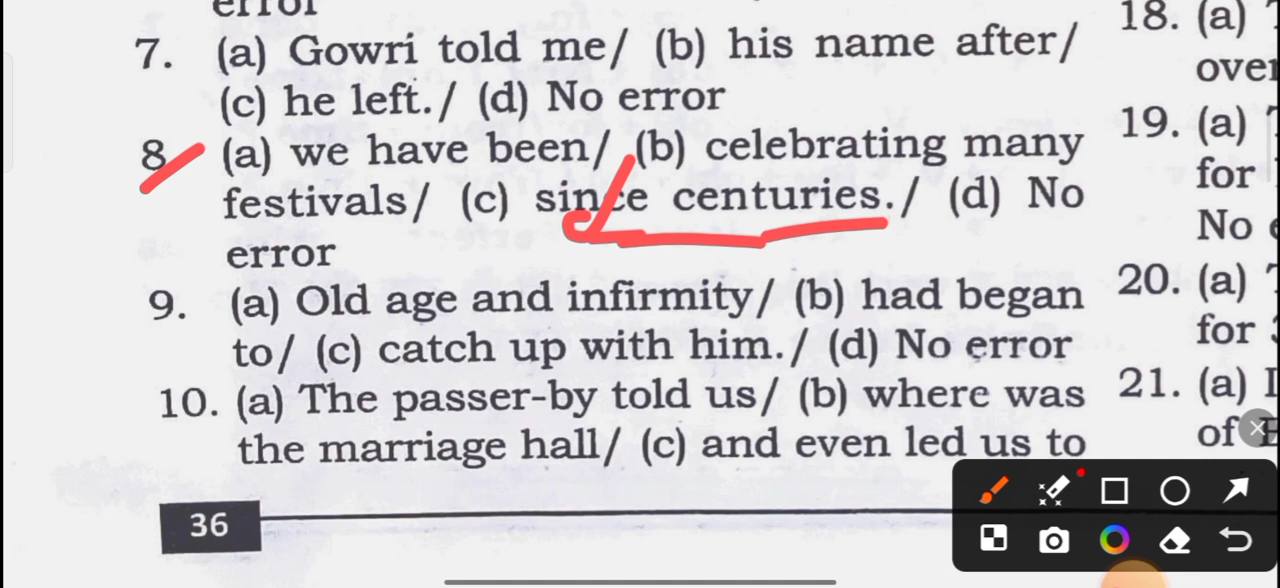 error
7. (a) Gowri told me/ (b) his name after/
(c) he left./ (d) No error
8 (a) we have been/ (b) celebrating many
festivals/ (c) since centuries./ (d) No
error
9. (a) Old age and infirmity/ (b) had began
to/ (c) catch up with him./ (d) No error
10. (a) The passer-by told us/ (b) where was
the marriage hall/ (c) and even led us to
36
18. (a)
over
19. (a)
for
No
20. (a)
for
21. (a)
of